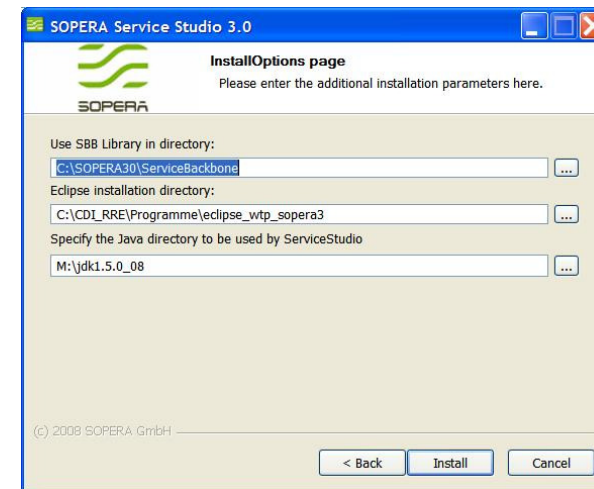 SOPERA Service Studio 3.0
InstallOptions page
Please enter the additional installation parameters here.
SOPERA
Use SBB Library in directory:
C:\SOPERA30\ServiceBackbone
...
Eclipse installation directory:
C:\CDI_RRE\Programme\eclipse_wtp_sopera3
...
Specify the Java directory to be used by ServiceStudio
M:\jdk1.5.0_08
...
(c) 2008 SOPERA GmbH
< Back Install Cancel